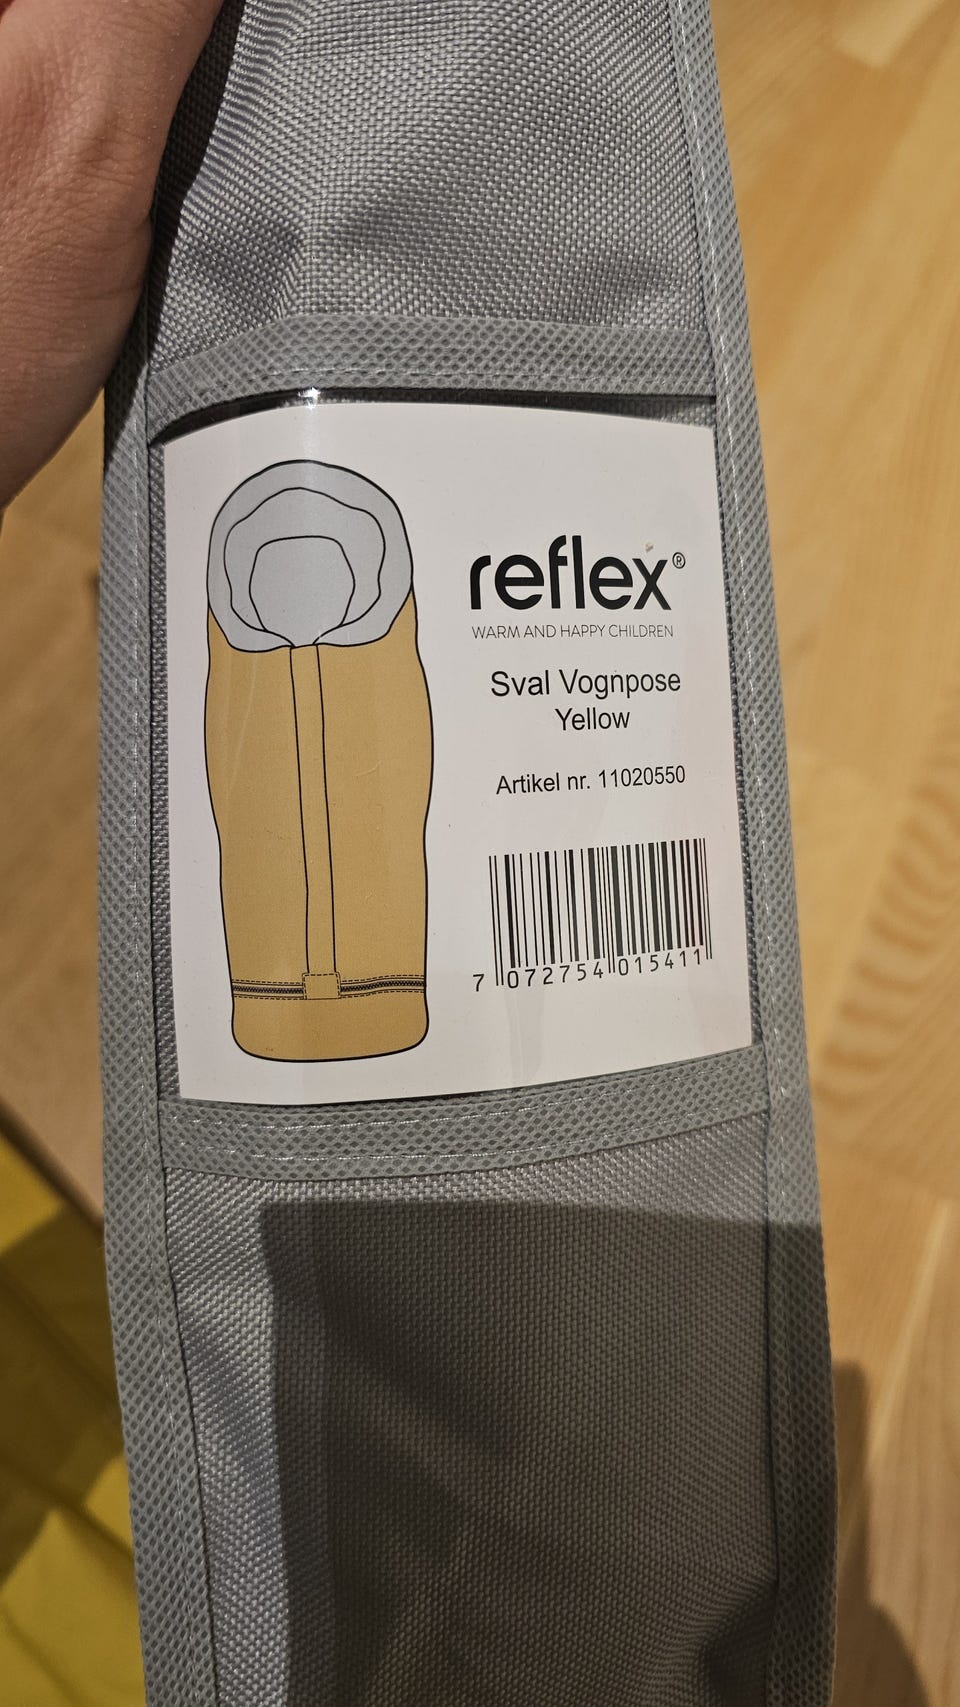 reflex®
WARM AND HAPPY CHILDREN
Sval Vognpose
Yellow
Artikel nr. 11020550
7 072754 015411